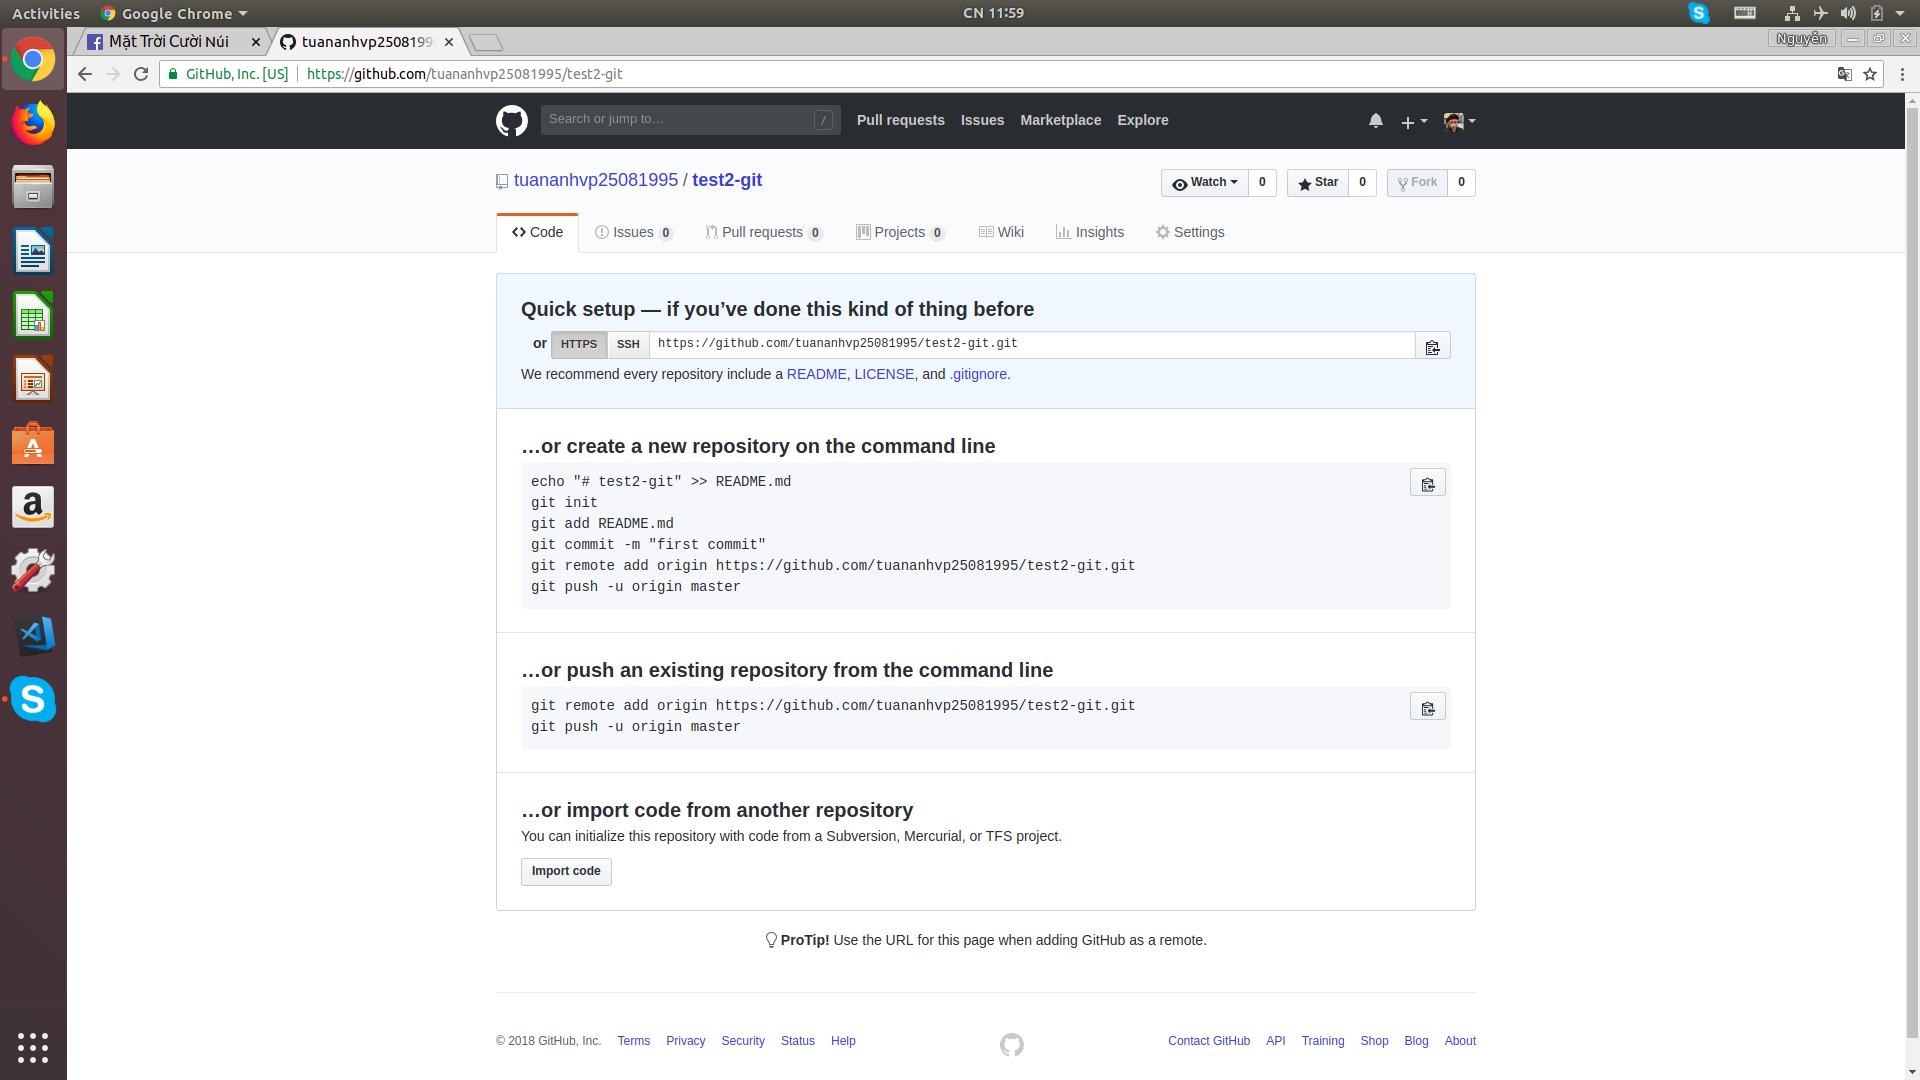 Activities Google Chrome CN 11:59
Mặt Trời Cười Núi tuananhvp2508199 Nguyễn
GitHub, Inc. [US] https://github.com/tuananhvp25081995/test2-git
Search or jump to… / Pull requests Issues Marketplace Explore
tuananhvp25081995 / test2-git Watch 0 Star 0 Fork 0
Code Issues 0 Pull requests 0 Projects 0 Wiki Insights Settings
Quick setup — if you’ve done this kind of thing before
or HTTPS SSH https://github.com/tuananhvp25081995/test2-git.git
We recommend every repository include a README, LICENSE, and .gitignore.
…or create a new repository on the command line
echo "# test2-git" >> README.md
git init
git add README.md
git commit -m "first commit"
git remote add origin https://github.com/tuananhvp25081995/test2-git.git
git push -u origin master
…or push an existing repository from the command line
git remote add origin https://github.com/tuananhvp25081995/test2-git.git
git push -u origin master
…or import code from another repository
You can initialize this repository with code from a Subversion, Mercurial, or TFS project.
Import code
ProTip! Use the URL for this page when adding GitHub as a remote.
© 2018 GitHub, Inc. Terms Privacy Security Status Help Contact GitHub API Training Shop Blog About